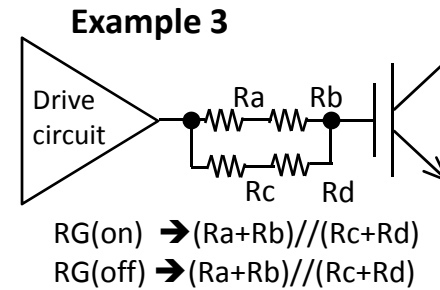 Example 3
Drive
circuit
Ra Rb
Rc Rd
RG(on) ➔(Ra+Rb)//(Rc+Rd)
RG(off) ➔(Ra+Rb)//(Rc+Rd)